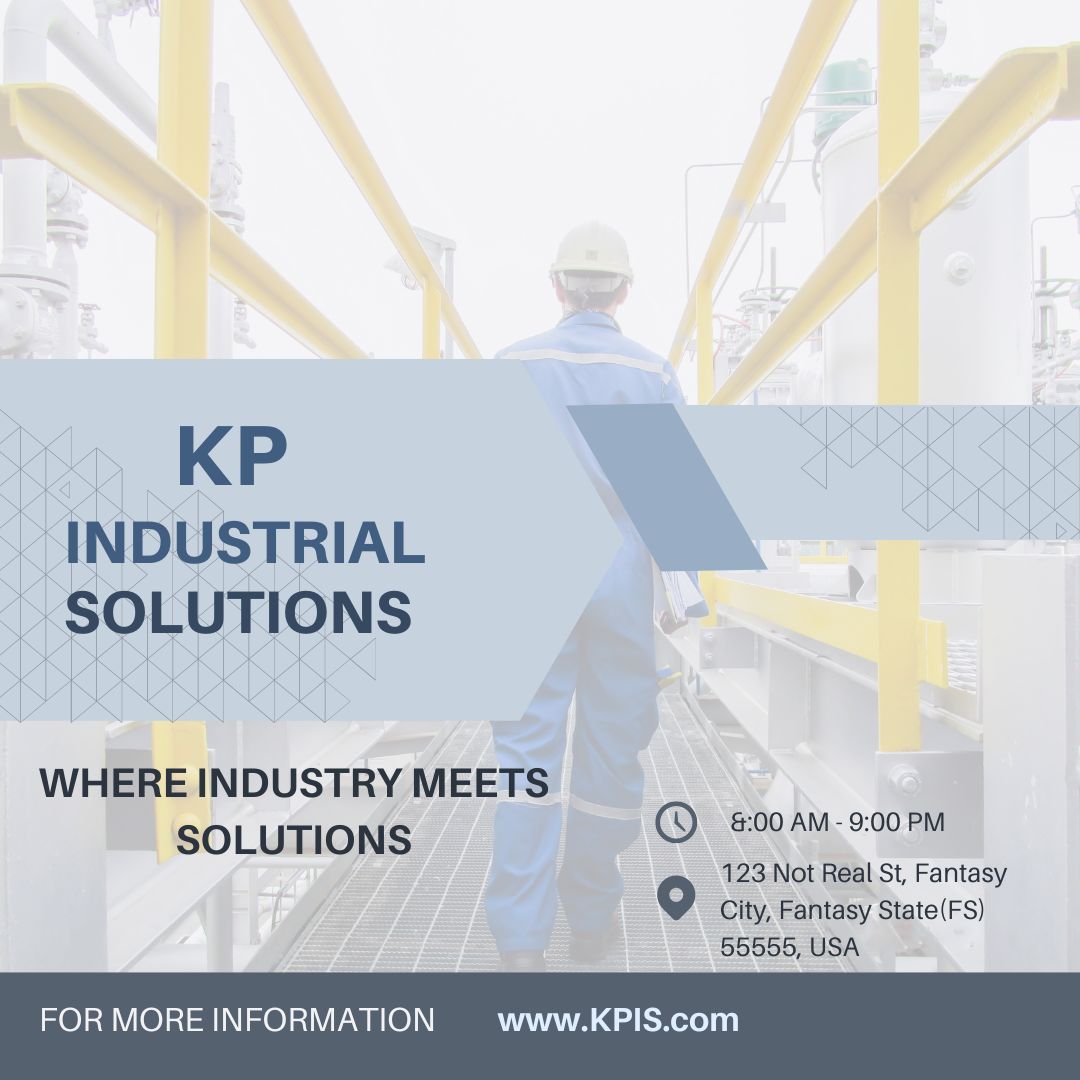 KP
INDUSTRIAL
SOLUTIONS
WHERE INDUSTRY MEETS
SOLUTIONS
&:00 AM - 9:00 PM
123 Not Real St, Fantasy
City, Fantasy State(FS)
55555, USA
FOR MORE INFORMATION www.KPIS.com